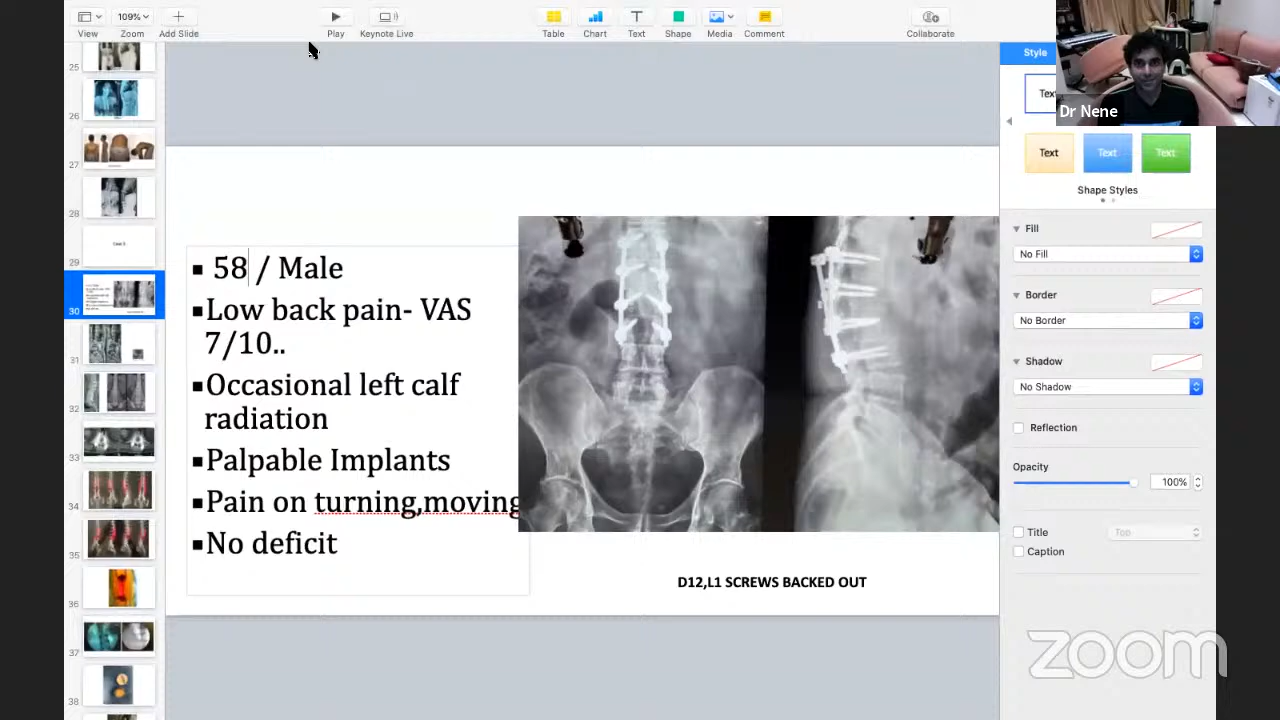 109%
View
Zoom
Add Slide
Play
Keynote Live
Table
Chart
Text
Shape
Media
Comment
Collaborate
Dr Nene
Style
Text
Text
Text
Shape Styles
Fill
No Fill
Border
No Border
Shadow
No Shadow
Reflection
Opacity
100%
Title
Top
Caption
25
26
27
28
29
30
31
32
33
34
35
36
37
38
▪ 58 / Male
▪Low back pain- VAS
7/10..
▪Occasional left calf
radiation
▪Palpable Implants
▪Pain on turning,moving
▪No deficit
D12,L1 SCREWS BACKED OUT
zoom